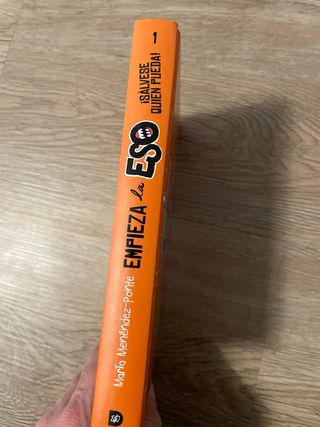 María Menéndez-Ponte
EMPIEZA la ESO
¡SÁLVESE
QUIEN PUEDA!
1